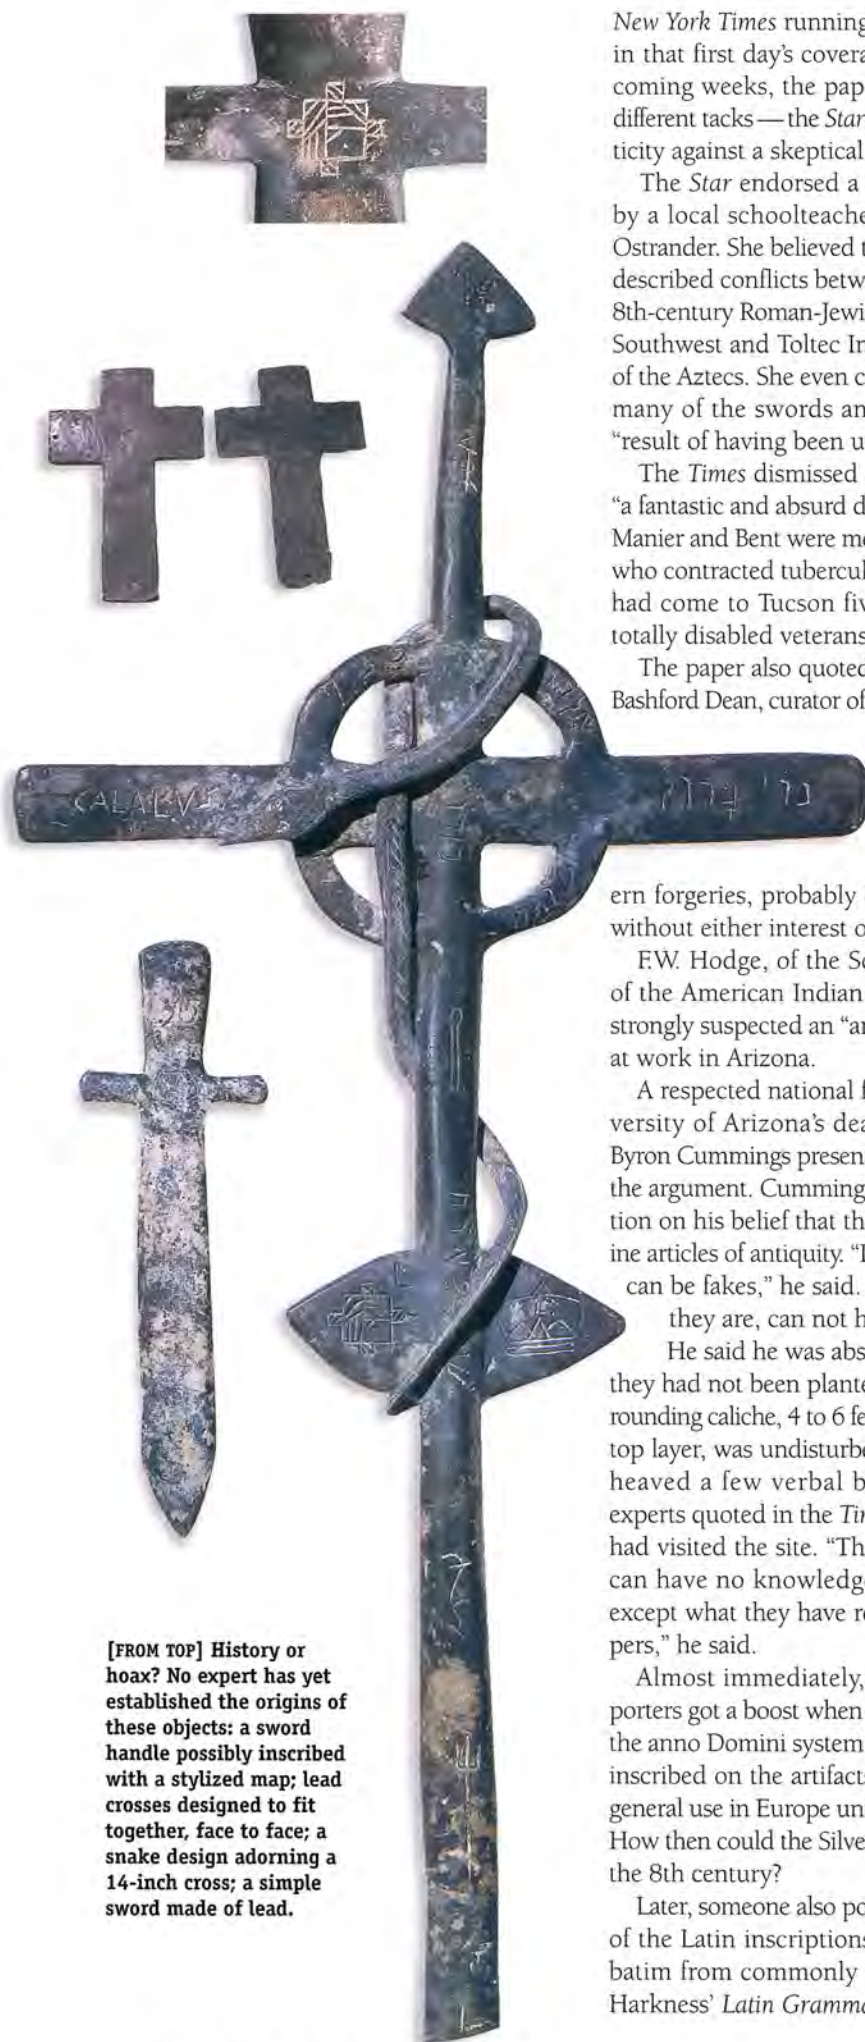 New York Times running
in that first day's covera
coming weeks, the pap
different tacks — the Star
ticity against a skeptical
The Star endorsed a
by a local schoolteache
Ostrander. She believed t
described conflicts betw
8th-century Roman-Jewi
Southwest and Toltec In
of the Aztecs. She even c
many of the swords an
“result of having been u
The Times dismissed
“a fantastic and absurd d
Manier and Bent were me
who contracted tubercul
had come to Tucson fiv
totally disabled veterans
The paper also quoted
Bashford Dean, curator of
CALALVS
ern forgeries, probably
without either interest o
F.W. Hodge, of the So
of the American Indian
strongly suspected an “ar
at work in Arizona.
A respected national f
versity of Arizona's dea
Byron Cummings presen
the argument. Cumming
tion on his belief that th
ine articles of antiquity. “I
can be fakes,” he said.
they are, can not h
He said he was abs
they had not been plante
rounding caliche, 4 to 6 fe
top layer, was undisturbe
heaved a few verbal b
experts quoted in the Tir
had visited the site. “Th
can have no knowledg
except what they have re
pers,” he said.
Almost immediately,
porters got a boost when
the anno Domini system
inscribed on the artifact
general use in Europe un
How then could the Silve
the 8th century?
Later, someone also po
of the Latin inscriptions
batim from commonly
Harkness' Latin Gramma
[FROM TOP] History or
hoax? No expert has yet
established the origins of
these objects: a sword
handle possibly inscribed
with a stylized map; lead
crosses designed to fit
together, face to face; a
snake design adorning a
14-inch cross; a simple
sword made of lead.